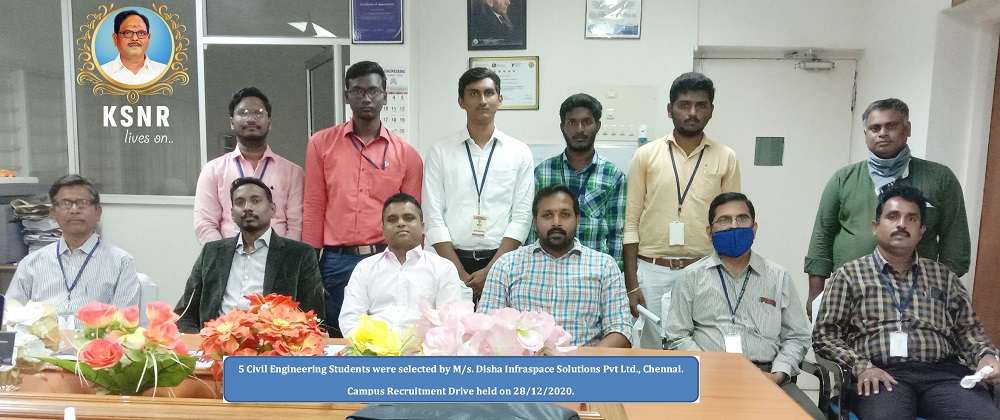 KSNR
lives on..
5 Civil Engineering Students were selected by M/s. Disha Infraspace Solutions Pvt Ltd., Chennai.
Campus Recruitment Drive held on 28/12/2020.